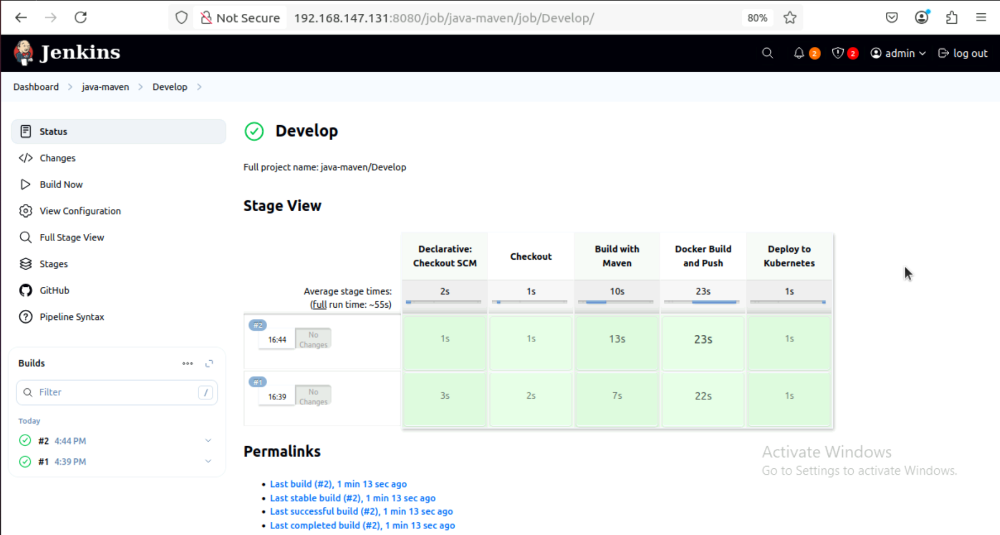 Not Secure 192.168.147.131:8080/job/java-maven/job/Develop/ 80%
Jenkins 2 2 admin log out
Dashboard java-maven Develop
Status
Changes
Build Now
View Configuration
Full Stage View
Stages
GitHub
Pipeline Syntax
Builds
Filter /
Today
#2 4:44 PM
#1 4:39 PM
Develop
Full project name: java-maven/Develop
Stage View
Declarative: Checkout SCM
Checkout
Build with Maven
Docker Build and Push
Deploy to Kubernetes
Average stage times: 2s 1s 10s 23s 1s
(full run time: ~55s)
#2
16:44 No Changes 1s 1s 13s 23s 1s
#1
16:39 No Changes 3s 2s 7s 22s 1s
Permalinks
Last build (#2), 1 min 13 sec ago
Last stable build (#2), 1 min 13 sec ago
Last successful build (#2), 1 min 13 sec ago
Last completed build (#2), 1 min 13 sec ago
Activate Windows
Go to Settings to activate Windows.